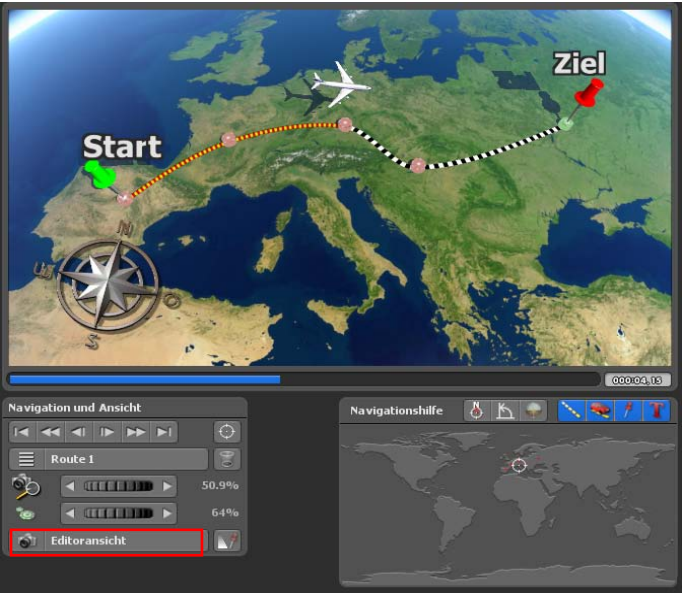 Ziel
Start
N
O
S
000:04,15
Navigation und Ansicht
Route 1
50.9%
64%
Editoransicht
Navigationshilfe
N